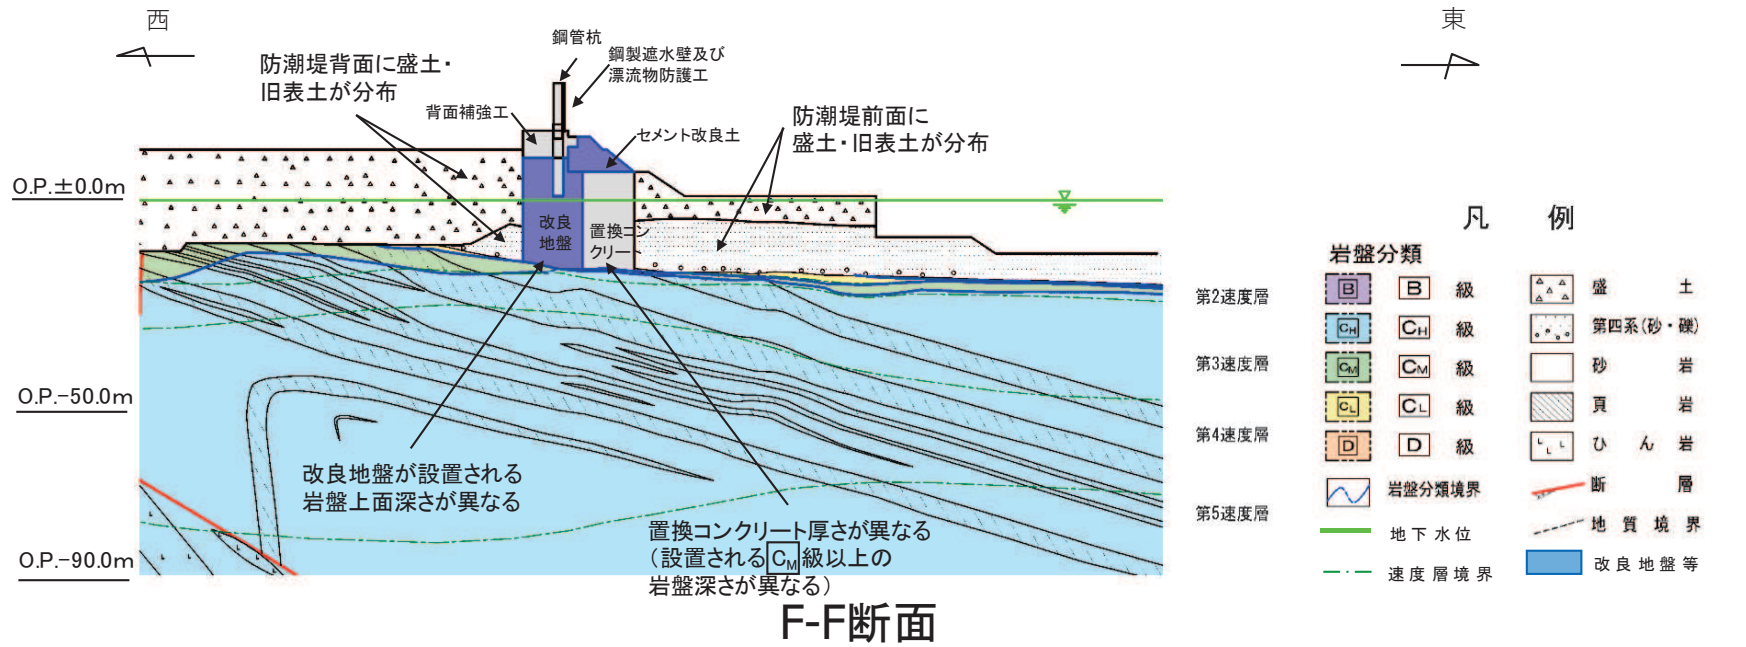 西
東
鋼管杭
鋼製遮水壁及び
漂流物防護工
防潮堤背面に盛土・
旧表土が分布
背面補強工
セメント改良土
防潮堤前面に
盛土・旧表土が分布
O.P.±0.0m
改良
地盤
置換コン
クリー
O.P.-50.0m
O.P.-90.0m
改良地盤が設置される
岩盤上面深さが異なる
置換コンクリート厚さが異なる
(設置されるCM級以上の
岩盤深さが異なる)
第2速度層
第3速度層
第4速度層
第5速度層
凡 例
岩盤分類
B B 級
CH CH 級
CM CM 級
CL CL 級
D D 級
岩盤分類境界
地下水位
速度層境界
盛 土
第四系(砂・礫)
砂 岩
頁 岩
ひ ん 岩
断 層
地 質 境 界
改良地盤等
F-F断面